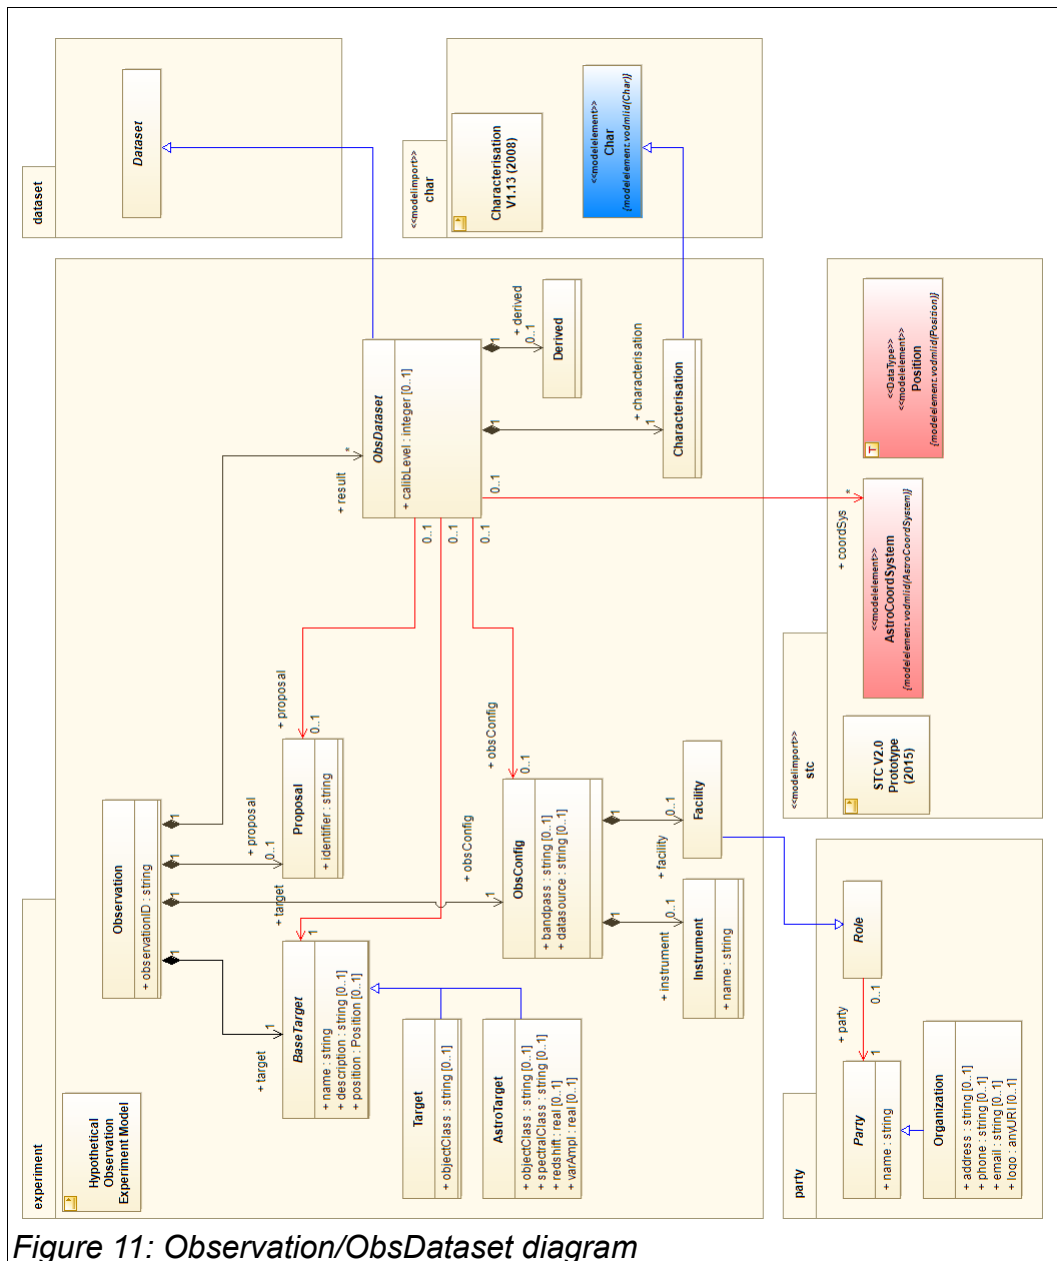 experiment
Hypothetical
Observation
Experiment Model
Observation
+ observationID : string
1
1
1
1
+ target
1
BaseTarget
+ name : string
+ description : string [0..1]
+ position : Position [0..1]
Target
+ objectClass : string [0..1]
AstroTarget
+ objectClass : string [0..1]
+ spectralClass : string [0..1]
+ redshift : real [0..1]
+ varAmpl : real [0..1]
+ target
1
+ proposal
0..1
Proposal
+ identifier : string
+ proposal
0..1
+ obsConfig
1
+ obsConfig
0..1
ObsConfig
+ bandpass : string [0..1]
+ datasource : string [0..1]
1
1
+ instrument
0..1
Instrument
+ name : string
+ facility
0..1
Facility
+ result
*
ObsDataset
+ calibLevel : integer [0..1]
0..1
0..1
0..1
0..1
1
+ derived
0..1
Derived
1
+ characterisation
1
Characterisation
dataset
Dataset
<<modelimport>>
char
Characterisation
V1.13 (2008)
<<modelelement>>
Char
{modelelement.vodmlid(Char)}
party
Party
+ name : string
Organization
+ address : string [0..1]
+ phone : string [0..1]
+ email : string [0..1]
+ logo : anyURI [0..1]
+ party
1
0..1
Role
<<modelimport>>
stc
STC V2.0
Prototype
(2015)
+ coordSys
*
<<modelelement>>
AstroCoordSystem
{modelelement.vodmlid(AstroCoordSystem)}
T
<<DataType>>
<<modelelement>>
Position
{modelelement.vodmlid(Position)}
Figure 11: Observation/ObsDataset diagram